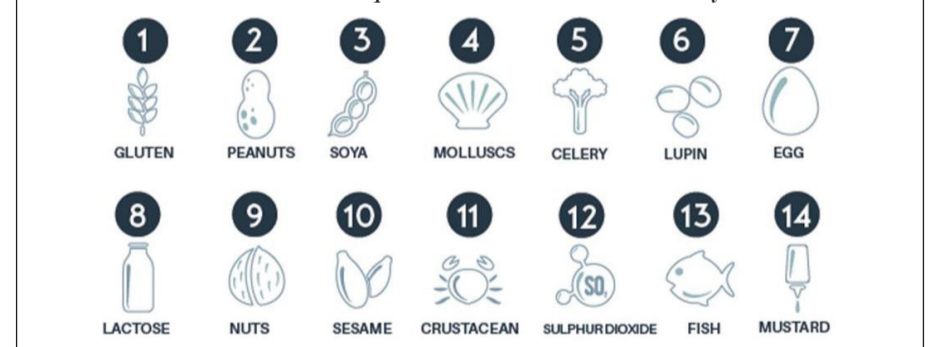 1 2 3 4 5 6 7
GLUTEN PEANUTS SOYA MOLLUSCS CELERY LUPIN EGG
8 9 10 11 12 13 14
SO₂
LACTOSE NUTS SESAME CRUSTACEAN SULPHUR DIOXIDE FISH MUSTARD